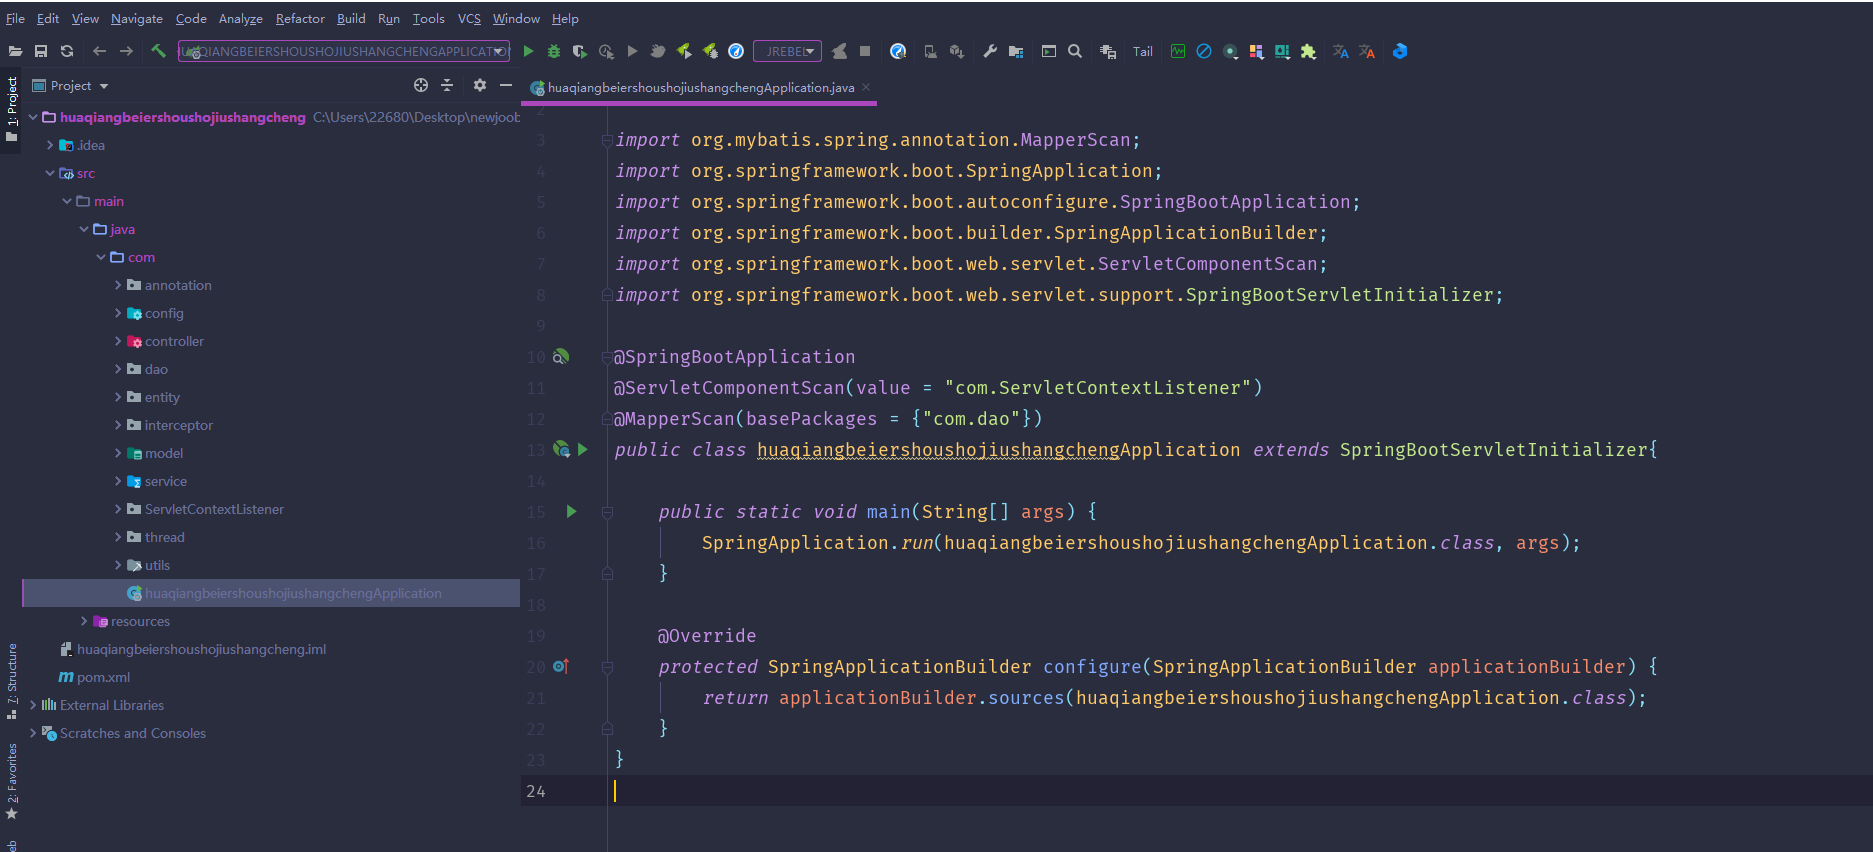 File Edit View Navigate Code Analyze Refactor Build Run Tools VCS Window Help
JREBEL Tail
1: Project
Project
huaqiangbeiershoushojiushangchengApplication.java
huaqiangbeiershoushojiushangcheng C:\Users\22680\Desktop\newjoob
.idea
src
main
java
com
annotation
config
controller
dao
entity
interceptor
model
service
ServletContextListener
thread
utils
huaqiangbeiershoushojiushangchengApplication
resources
huaqiangbeiershoushojiushangcheng.iml
pom.xml
External Libraries
Scratches and Consoles
7: Structure
2: Favorites
eb
2
3 import org.mybatis.spring.annotation.MapperScan;
4 import org.springframework.boot.SpringApplication;
5 import org.springframework.boot.autoconfigure.SpringBootApplication;
6 import org.springframework.boot.builder.SpringApplicationBuilder;
7 import org.springframework.boot.web.servlet.ServletComponentScan;
8 import org.springframework.boot.web.servlet.support.SpringBootServletInitializer;
9
10 @SpringBootApplication
11 @ServletComponentScan(value = "com.ServletContextListener")
12 @MapperScan(basePackages = {"com.dao"})
13 public class huaqiangbeiershoushojiushangchengApplication extends SpringBootServletInitializer{
14
15 public static void main(String[] args) {
16 SpringApplication.run(huaqiangbeiershoushojiushangchengApplication.class, args);
17 }
18
19 @Override
20 protected SpringApplicationBuilder configure(SpringApplicationBuilder applicationBuilder) {
21 return applicationBuilder.sources(huaqiangbeiershoushojiushangchengApplication.class);
22 }
23 }
24